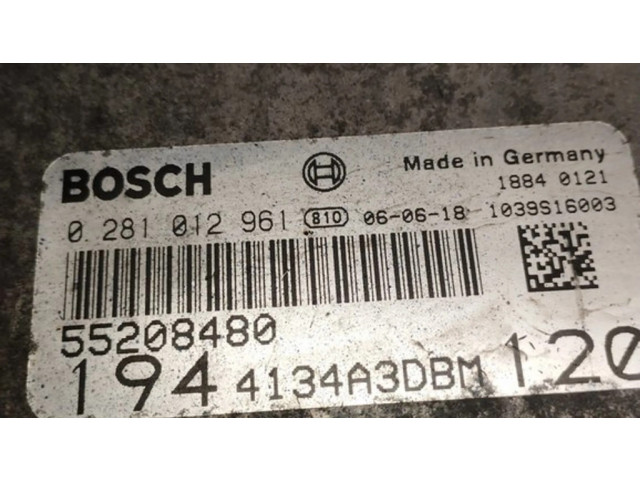 BOSCH Made in Germany
1884 0121
0 281 012 961 810 06-06-18 1039S16003
55208480
194 4134A3DBM 120